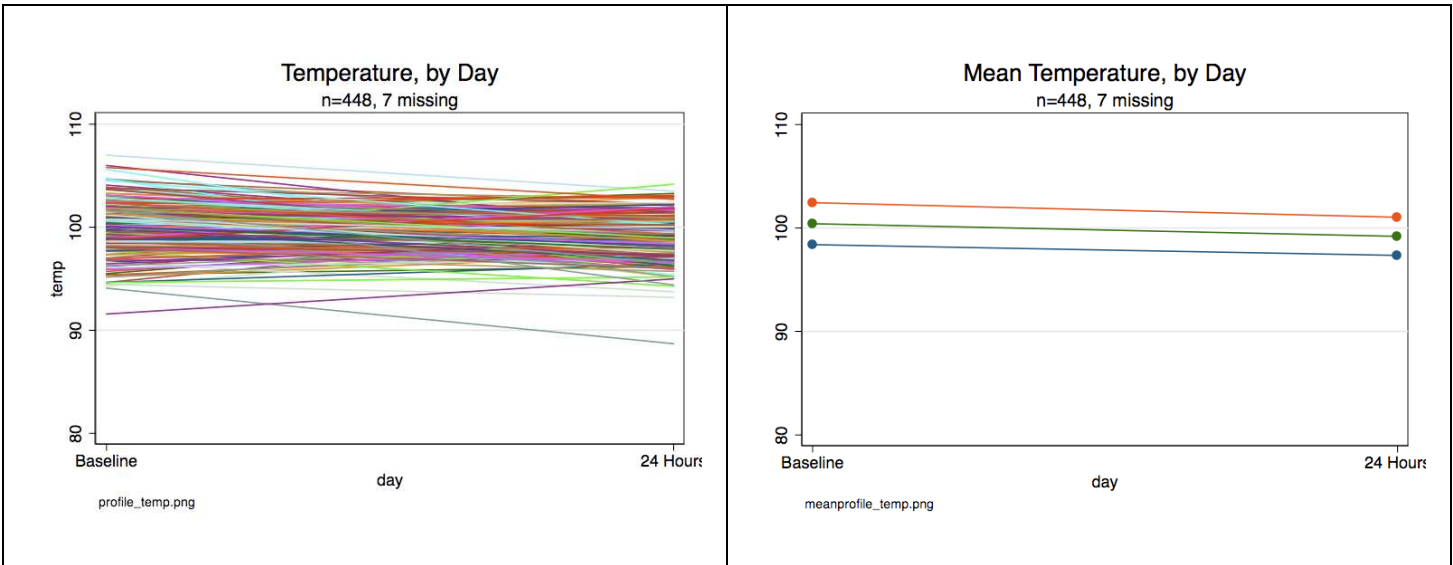 Temperature, by Day
n=448, 7 missing
110
100
90
80
temp
Baseline
24 Hours
day
profile_temp.png
Mean Temperature, by Day
n=448, 7 missing
110
100
90
80
Baseline
24 Hours
day
meanprofile_temp.png